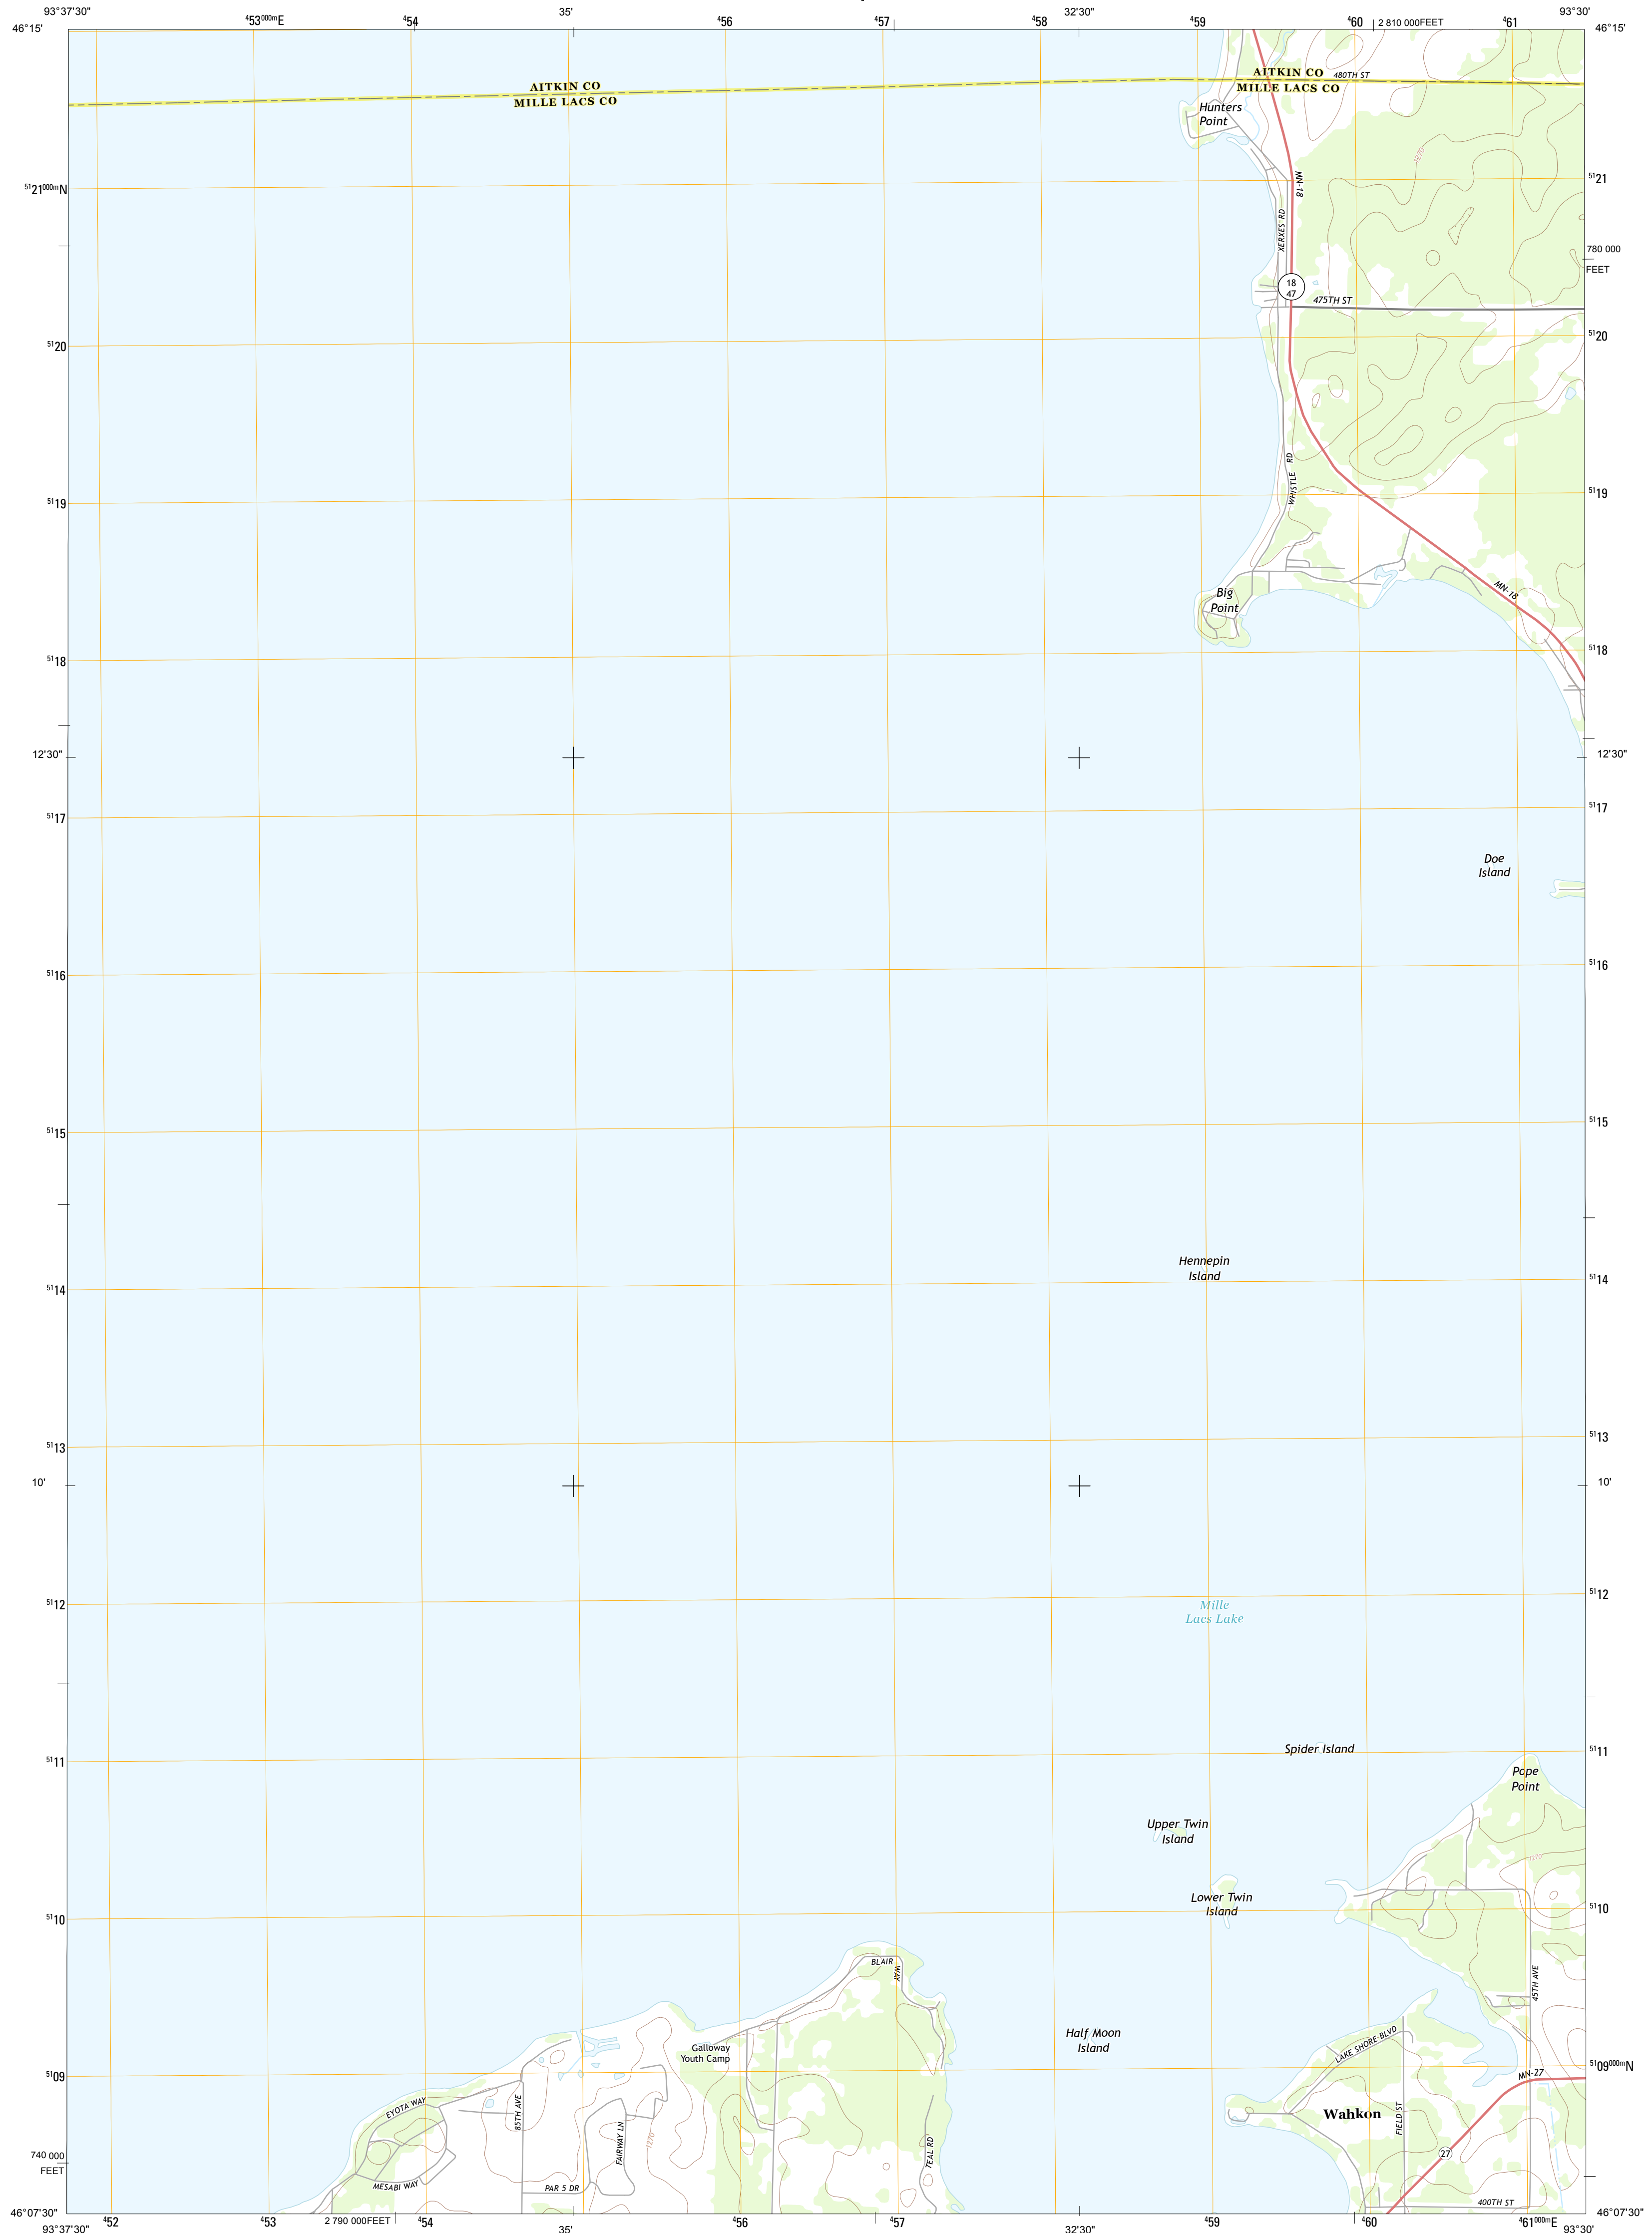 93°37'30"
⁴53⁰⁰⁰ᵐE
⁴54
35'
⁴56
⁴57
⁴58
32'30"
⁴59
⁴60
2 810 000FEET
⁴61
93°30'
46°15'
46°15'
AITKIN CO
MILLE LACS CO
AITKIN CO
MILLE LACS CO
480TH ST
Hunters
Point
1270
MN-18
⁵¹21⁰⁰⁰ᵐN
⁵¹21
XERXES RD
780 000
FEET
18
47
475TH ST
⁵¹20
⁵¹20
WHISTLE RD
⁵¹19
⁵¹19
Big
Point
MN-18
⁵¹18
⁵¹18
12'30"
12'30"
⁵¹17
⁵¹17
Doe
Island
⁵¹16
⁵¹16
⁵¹15
⁵¹15
Hennepin
Island
⁵¹14
⁵¹14
⁵¹13
⁵¹13
10'
10'
⁵¹12
⁵¹12
Mille
Lacs Lake
Spider Island
⁵¹11
⁵¹11
Pope
Point
Upper Twin
Island
1270
Lower Twin
Island
⁵¹10
⁵¹10
BLAIR WAY
45TH AVE
Half Moon
Island
LAKE SHORE BLVD
Galloway
Youth Camp
⁵¹09
⁵¹09⁰⁰⁰ᵐN
MN-27
EYOTA WAY
85TH AVE
FAIRWAY LN
1270
TEAL RD
Wahkon
FIELD ST
27
740 000
FEET
MESABI WAY
PAR 5 DR
400TH ST
46°07'30"
46°07'30"
93°37'30"
⁴52
⁴53
2 790 000FEET
⁴54
35'
⁴56
⁴57
32'30"
⁴59
⁴60
⁴61⁰⁰⁰ᵐE
93°30'